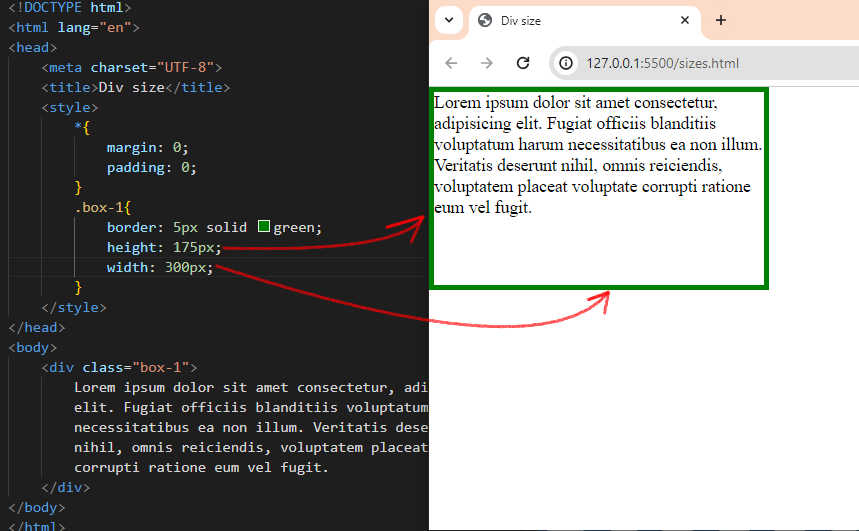 <!DOCTYPE html>
<html lang="en">
<head>
<meta charset="UTF-8">
<title>Div size</title>
<style>
*{
margin: 0;
padding: 0;
}
.box-1{
border: 5px solid green;
height: 175px;
width: 300px;
}
</style>
</head>
<body>
<div class="box-1">
Lorem ipsum dolor sit amet consectetur, adi
elit. Fugiat officiis blanditiis voluptatum
necessitatibus ea non illum. Veritatis dese
nihil, omnis reiciendis, voluptatem placeat
corrupti ratione eum vel fugit.
</div>
</body>
</html>
Div size
127.0.0.1:5500/sizes.html
Lorem ipsum dolor sit amet consectetur,
adipisicing elit. Fugiat officiis blanditiis
voluptatum harum necessitatibus ea non illum.
Veritatis deserunt nihil, omnis reiciendis,
voluptatem placeat voluptate corrupti ratione
eum vel fugit.